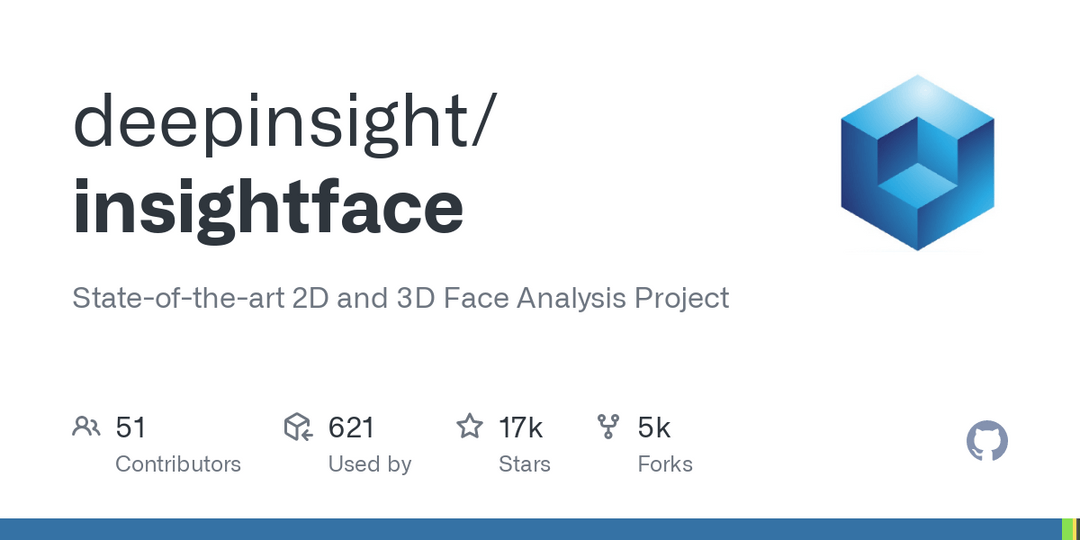 deepinsight/
insightface
State-of-the-art 2D and 3D Face Analysis Project
51 621 17k 5k
Contributors Used by Stars Forks